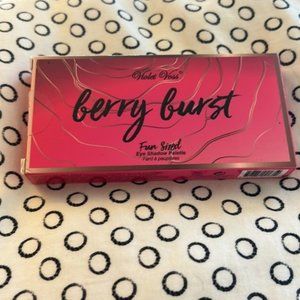 Violet Voss
berry burst
Fun Sized
Eye Shadow Palette
Fard à paupières